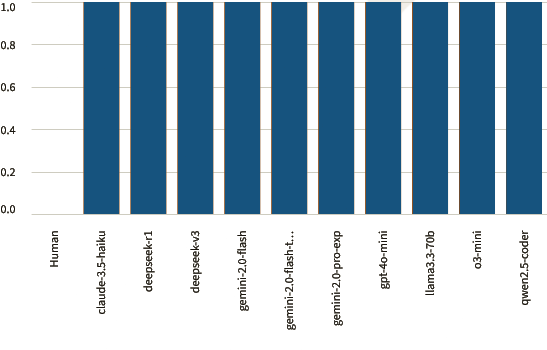 1.0
0.8
0.6
0.4
0.2
0.0
Human
claude-3.5-haiku
deepseek-r1
deepseek-v3
gemini-2.0-flash
gemini-2.0-flash-t...
gemini-2.0-pro-exp
gpt-4o-mini
llama3.3-70b
o3-mini
qwen2.5-coder